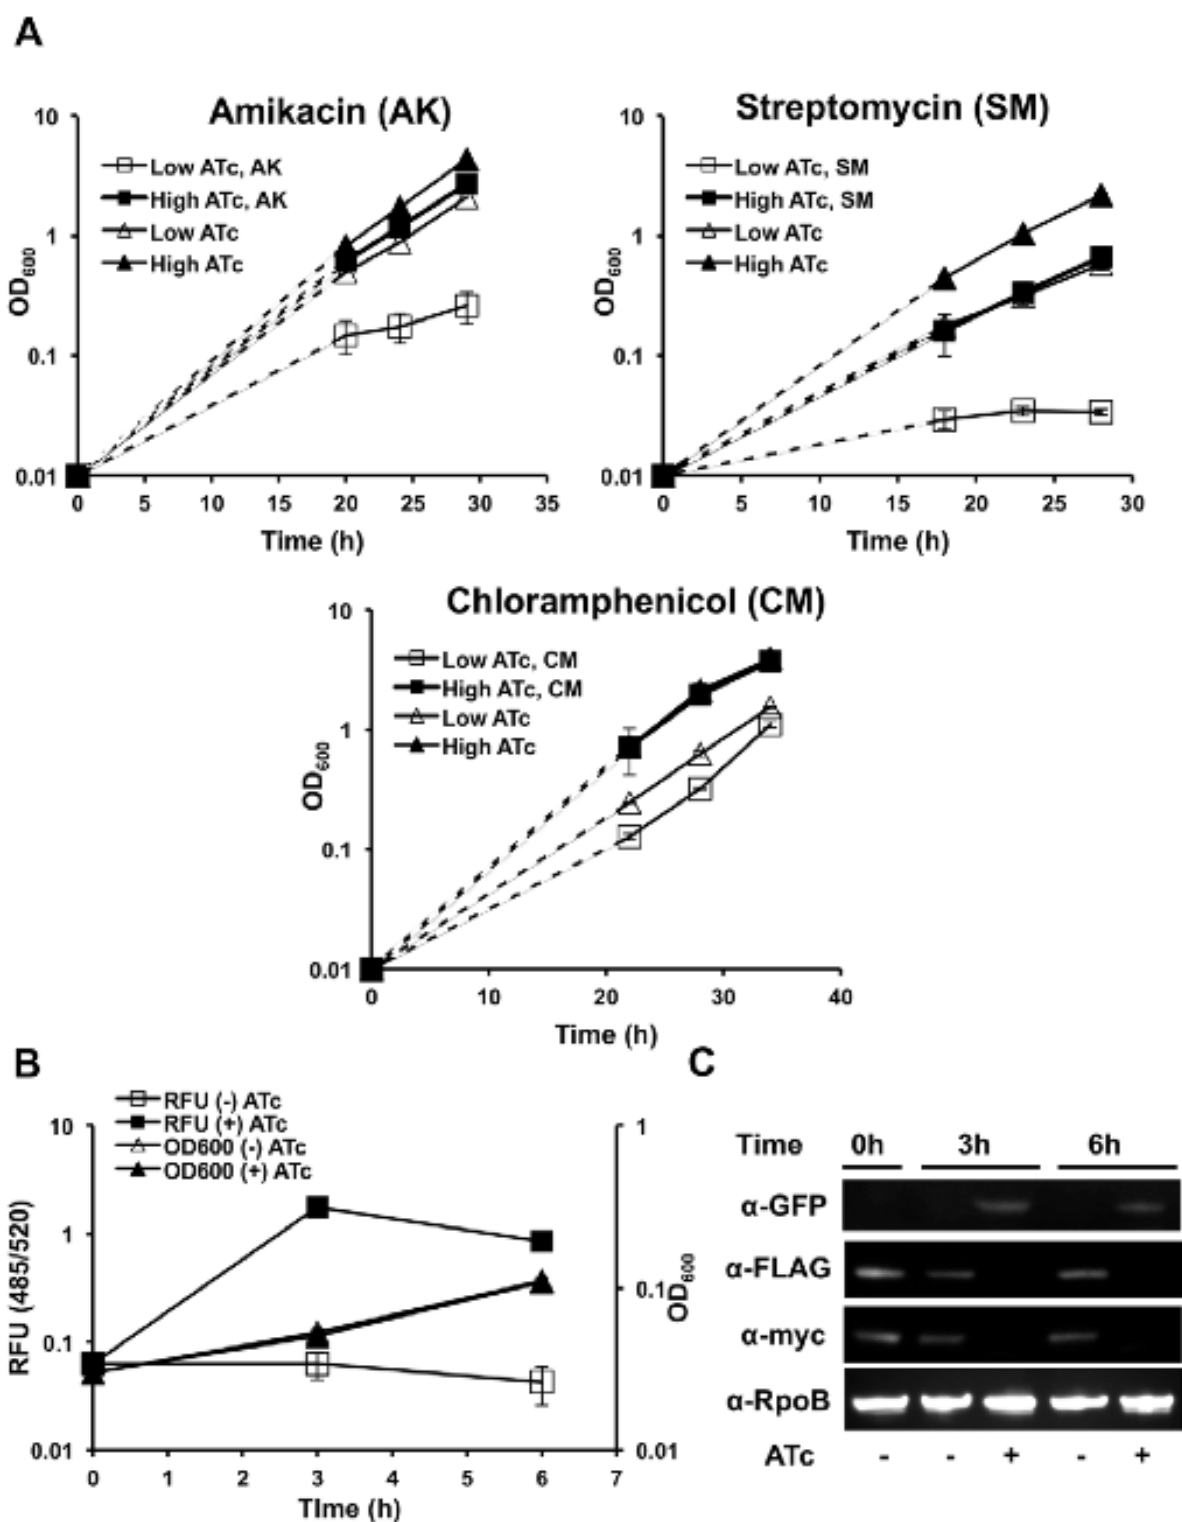 A
Amikacin (AK)
10
1
0.1
0.01
OD600
Low ATc, AK
High ATc, AK
Low ATc
High ATc
0 5 10 15 20 25 30 35
Time (h)
Streptomycin (SM)
10
1
0.1
0.01
OD600
Low ATc, SM
High ATc, SM
Low ATc
High ATc
0 5 10 15 20 25 30
Time (h)
Chloramphenicol (CM)
10
1
0.1
0.01
OD600
Low ATc, CM
High ATc, CM
Low ATc
High ATc
0 10 20 30 40
Time (h)
B
RFU (-) ATc
RFU (+) ATc
OD600 (-) ATc
OD600 (+) ATc
10
1
0.1
0.01
RFU (485/520)
1
0.1
0.01
OD600
0 1 2 3 4 5 6 7
TIme (h)
C
Time 0h 3h 6h
α-GFP
α-FLAG
α-myc
α-RpoB
ATc - - + - +